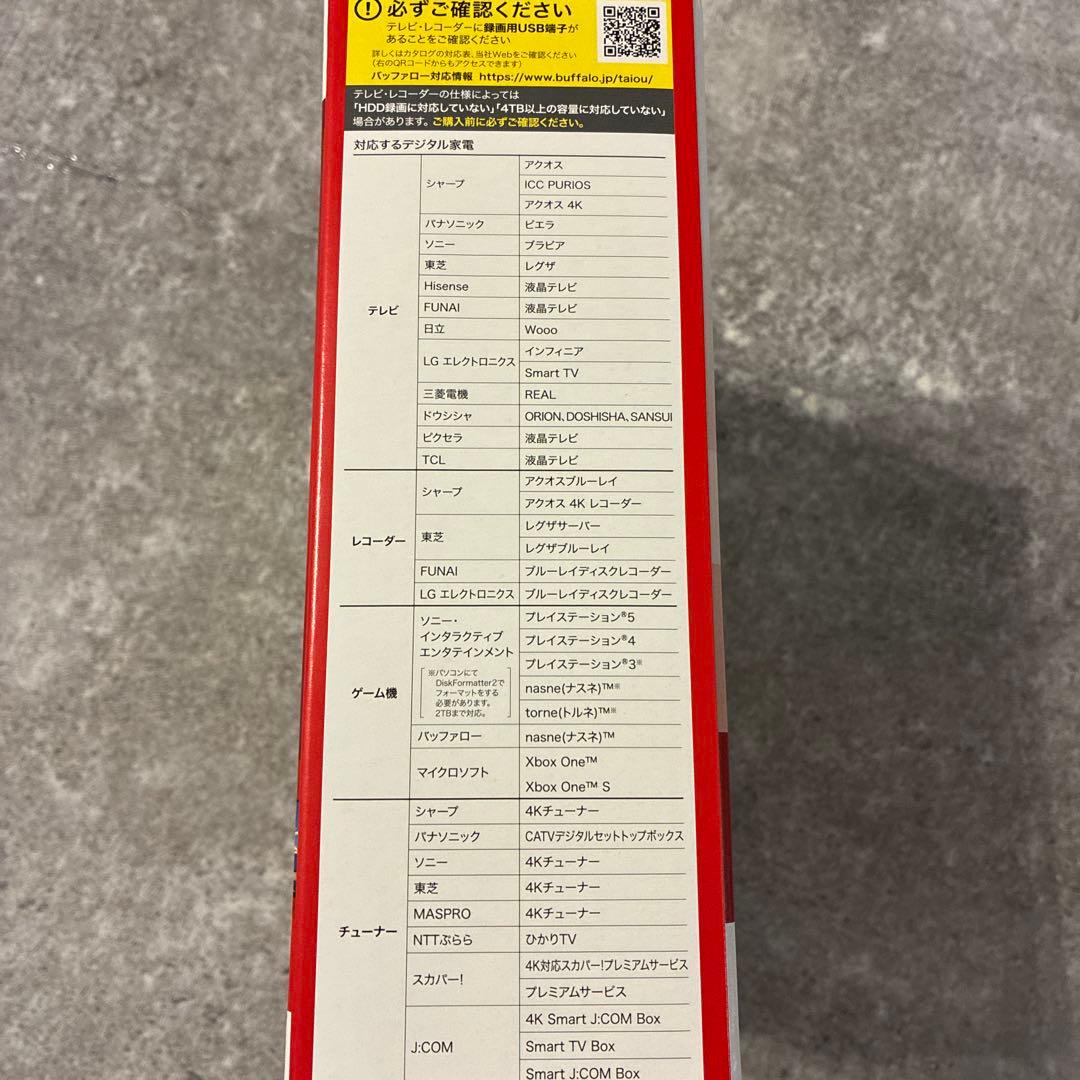 ! 必ずご確認ください
テレビ・レコーダーに録画用USB端子が
あることをご確認ください
詳しくはカタログの対応表、当社Webをご確認ください
(右のQRコードからもアクセスできます)
バッファロー対応情報 https://www.buffalo.jp/taiou/
テレビ・レコーダーの仕様によっては
「HDD録画に対応していない」「4TB以上の容量に対応していない」
場合があります。ご購入前に必ずご確認ください。
対応するデジタル家電
テレビ
シャープ
アクオス
ICC PURIOS
アクオス 4K
パナソニック ビエラ
ソニー ブラビア
東芝 レグザ
Hisense 液晶テレビ
FUNAI 液晶テレビ
日立 Wooo
LG エレクトロニクス
インフィニア
Smart TV
三菱電機 REAL
ドウシシャ ORION、DOSHISHA、SANSUI
ピクセラ 液晶テレビ
TCL 液晶テレビ
レコーダー
シャープ
アクオスブルーレイ
アクオス 4K レコーダー
東芝
レグザサーバー
レグザブルーレイ
FUNAI ブルーレイディスクレコーダー
LG エレクトロニクス ブルーレイディスクレコーダー
ゲーム機
ソニー・
インタラクティブ
エンタテインメント
※パソコンにて
DiskFormatter2で
フォーマットをする
必要があります。
2TBまで対応。
プレイステーション®5
プレイステーション®4
プレイステーション®3※
nasne(ナスネ)™※
torne(トルネ)™※
バッファロー nasne(ナスネ)™
マイクロソフト
Xbox One™
Xbox One™ S
チューナー
シャープ 4Kチューナー
パナソニック CATVデジタルセットトップボックス
ソニー 4Kチューナー
東芝 4Kチューナー
MASPRO 4Kチューナー
NTTぷらら ひかりTV
スカパー!
4K対応スカパー!プレミアムサービス
プレミアムサービス
J:COM
4K Smart J:COM Box
Smart TV Box
Smart J:COM Box